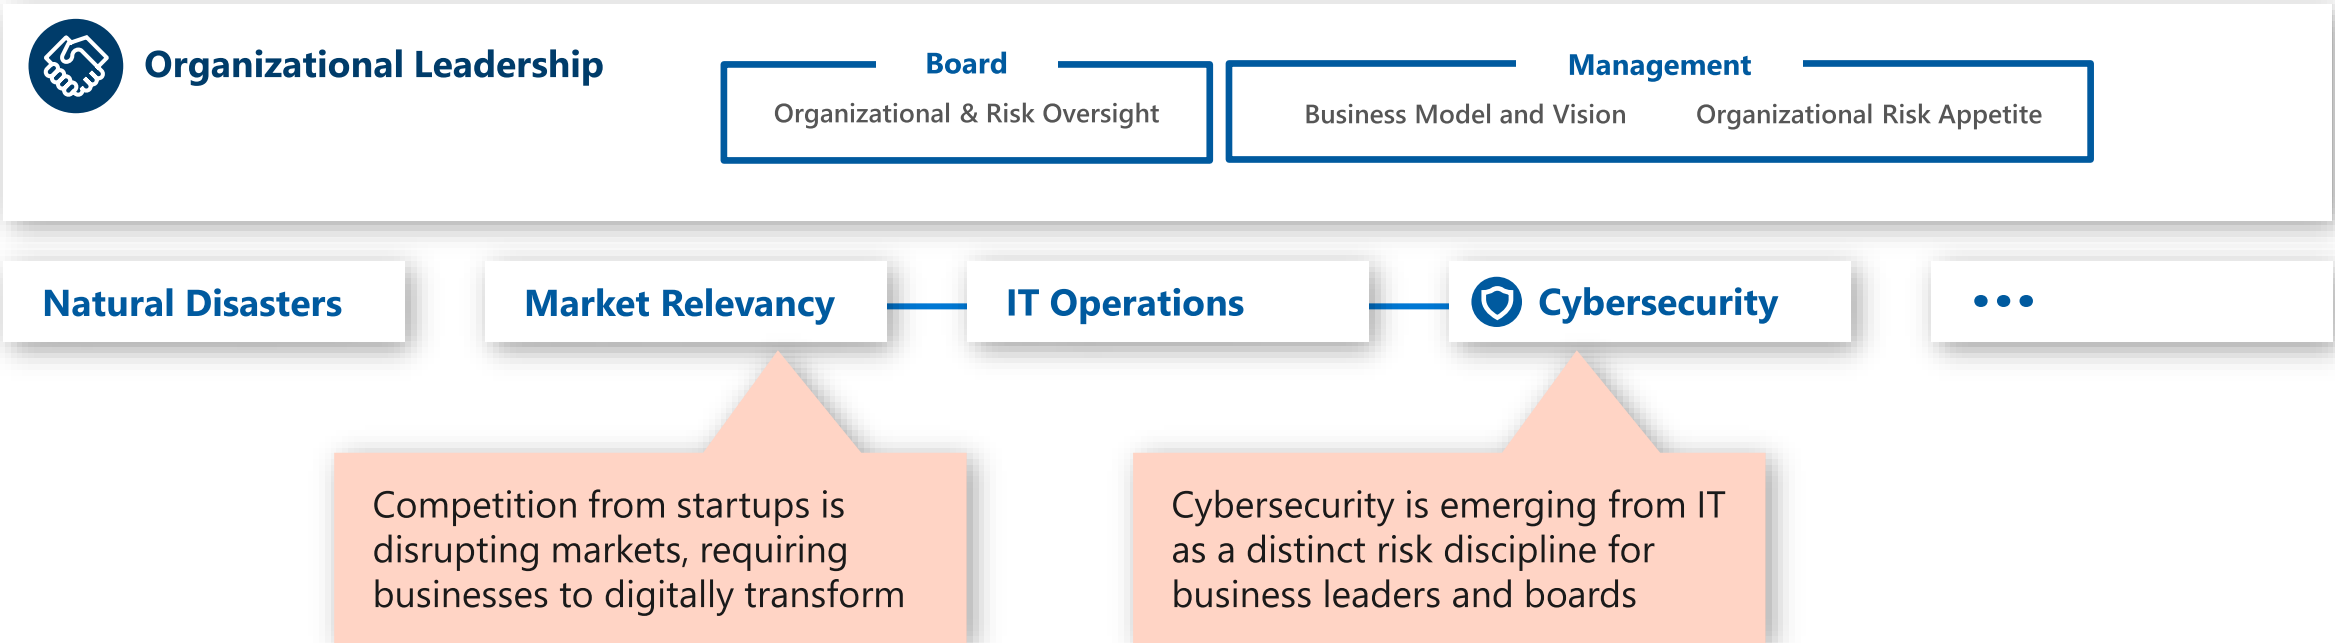 Organizational Leadership
Board
Organizational & Risk Oversight
Management
Business Model and Vision
Organizational Risk Appetite
Natural Disasters
Market Relevancy
IT Operations
Cybersecurity
•••
Competition from startups is
disrupting markets, requiring
businesses to digitally transform
Cybersecurity is emerging from IT
as a distinct risk discipline for
business leaders and boards